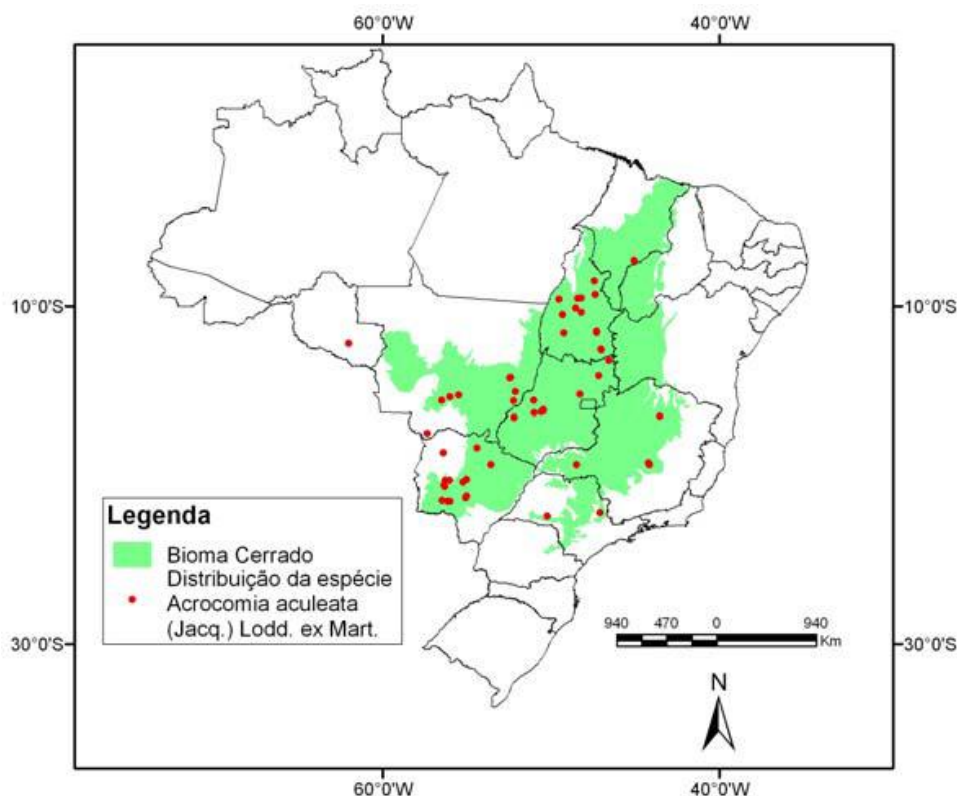 60°0'W 40°0'W
10°0'S 10°0'S
Legenda
Bioma Cerrado
Distribuição da espécie
Acrocomia aculeata
(Jacq.) Lodd. ex Mart.
940 470 0 940
Km
30°0'S 30°0'S
N
60°0'W 40°0'W